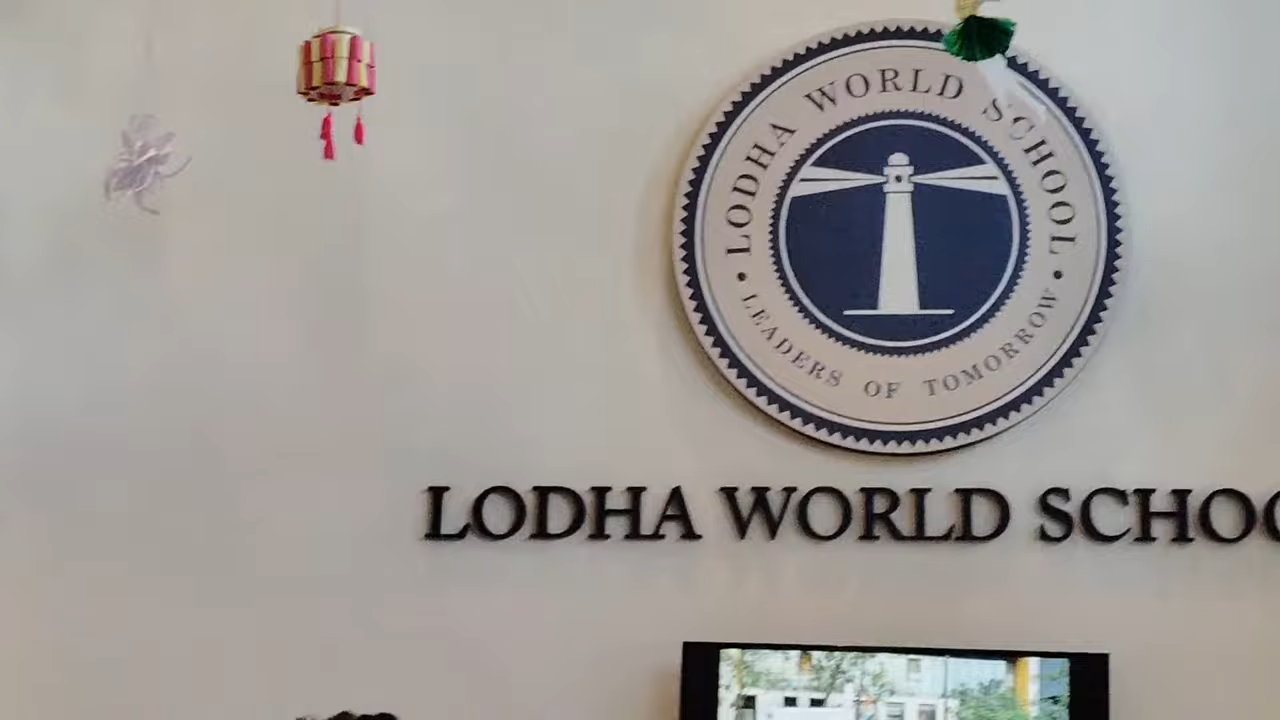 LODHA WORLD SCHOOL
• LEADERS OF TOMORROW •
LODHA WORLD SCHOO